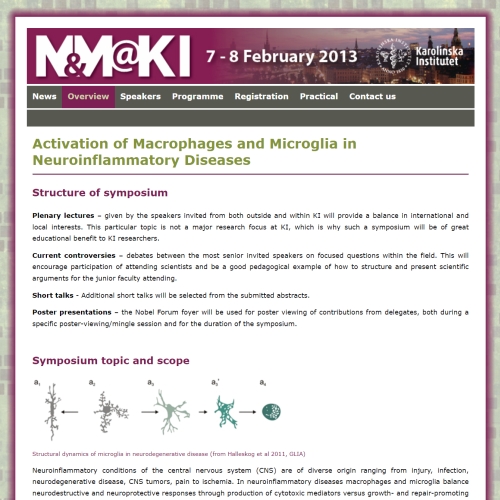 M&M@KI 7 - 8 February 2013 Karolinska
Institutet
News Overview Speakers Programme Registration Practical Contact us
Activation of Macrophages and Microglia in
Neuroinflammatory Diseases
Structure of symposium
Plenary lectures – given by the speakers invited from both outside and within KI will provide a balance in international and
local interests. This particular topic is not a major research focus at KI, which is why such a symposium will be of great
educational benefit to KI researchers.
Current controversies – debates between the most senior invited speakers on focused questions within the field. This will
encourage participation of attending scientists and be a good pedagogical example of how to structure and present scientific
arguments for the junior faculty attending.
Short talks - Additional short talks will be selected from the submitted abstracts.
Poster presentations – the Nobel Forum foyer will be used for poster viewing of contributions from delegates, both during a
specific poster-viewing/mingle session and for the duration of the symposium.
Symposium topic and scope
a₁ a₂ a₃ a₃' a₄
Structural dynamics of microglia in neurodegenerative disease (from Halleskog et al 2011, GLIA)
Neuroinflammatory conditions of the central nervous system (CNS) are of diverse origin ranging from injury, infection,
neurodegenerative disease, CNS tumors, pain to ischemia. In neuroinflammatory diseases macrophages and microglia balance
neurodestructive and neuroprotective responses through production of cytotoxic mediators versus growth- and repair-promoting